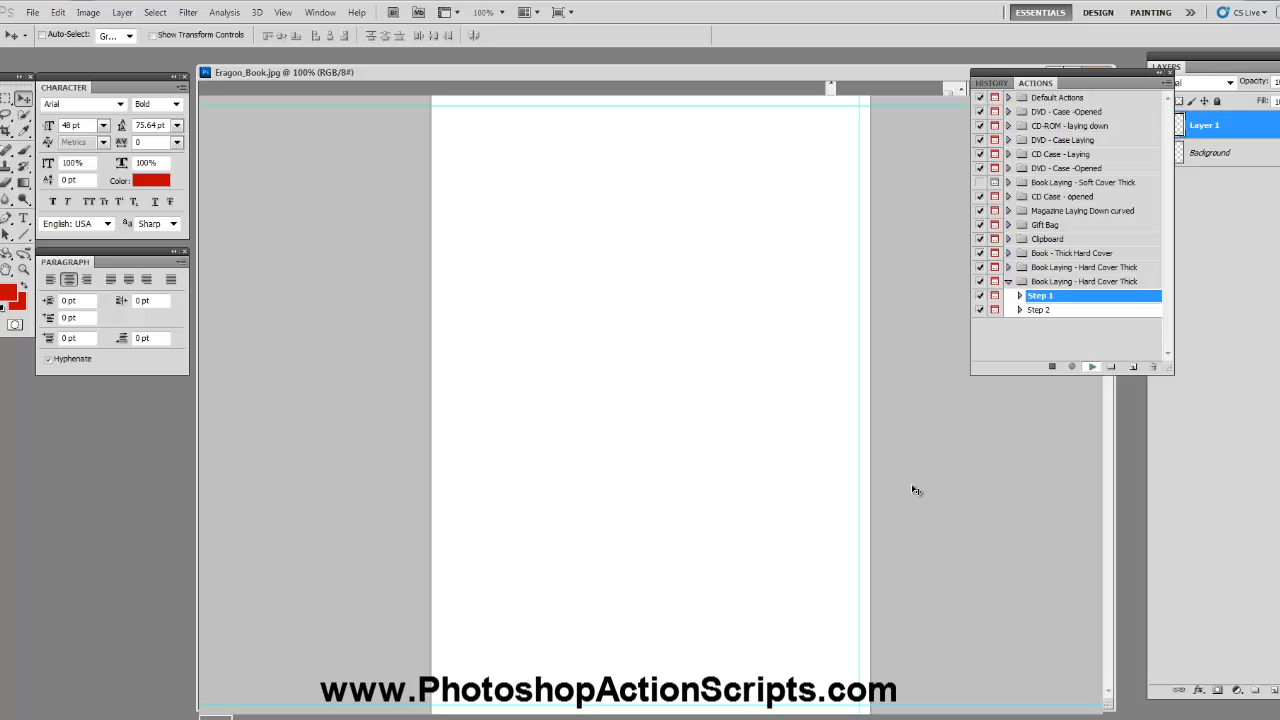 File Edit Image Layer Select Filter Analysis 3D View Window Help 100% ESSENTIALS DESIGN PAINTING CS Live
Auto-Select: Gr... Show Transform Controls
Eragon_Book.jpg @ 100% (RGB/8#)
CHARACTER
Arial Bold
48 pt 75.64 pt
Metrics 0
100% 100%
0 pt Color:
English: USA Sharp
PARAGRAPH
0 pt 0 pt
0 pt
0 pt 0 pt
Hyphenate
HISTORY ACTIONS
Default Actions
DVD - Case -Opened
CD-ROM - laying down
DVD - Case Laying
CD Case - Laying
DVD - Case -Opened
Book Laying - Soft Cover Thick
CD Case - opened
Magazine Laying Down curved
Gift Bag
Clipboard
Book - Thick Hard Cover
Book Laying - Hard Cover Thick
Book Laying - Hard Cover Thick
Step 1
Step 2
LAYERS
Opacity:
Fill:
Layer 1
Background
www.PhotoshopActionScripts.com